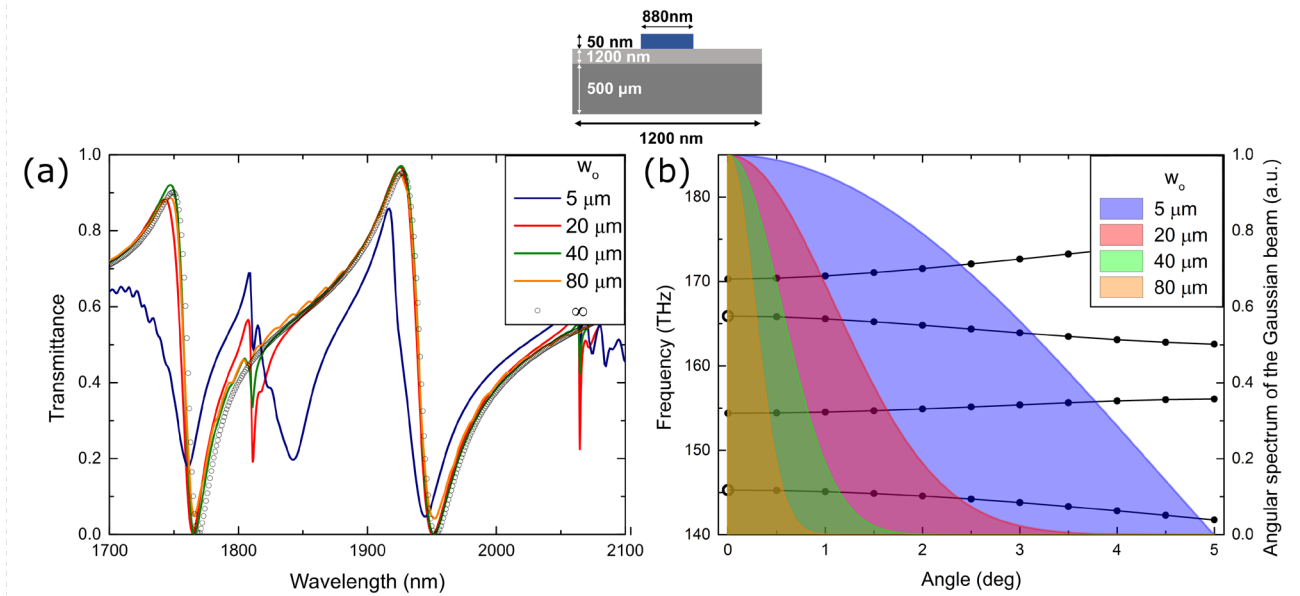 880nm
50 nm
1200 nm
500 µm
1200 nm
(a)
1.0
0.8
0.6
0.4
0.2
0.0
Transmittance
1700
1800
1900
2000
2100
Wavelength (nm)
wo
5 µm
20 µm
40 µm
80 µm
∞
(b)
180
170
160
150
140
Frequency (THz)
0
1
2
3
4
5
Angle (deg)
1.0
0.8
0.6
0.4
0.2
0.0
Angular spectrum of the Gaussian beam (a.u.)
wo
5 µm
20 µm
40 µm
80 µm